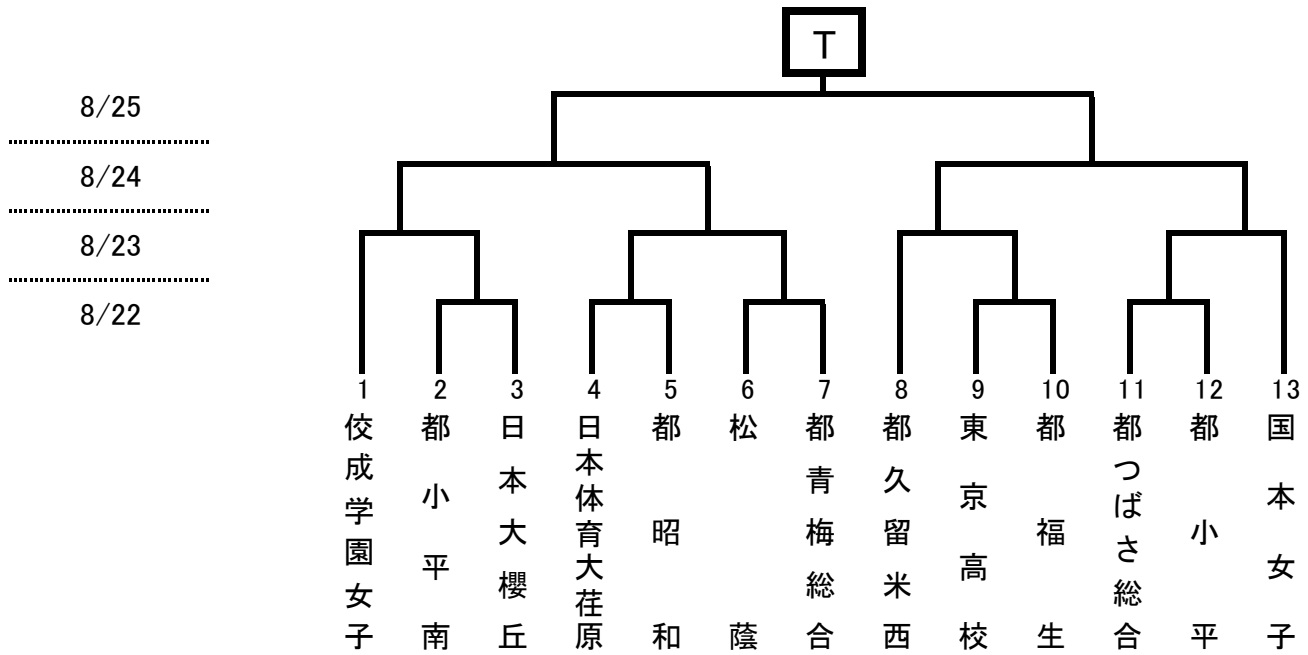 T
8/25
8/24
8/23
8/22
1
2
3
4
5
6
7
8
9
10
11
12
13
佼成学園女子
都小平南
日本大櫻丘
日本体育大荏原
都昭和
松蔭
都青梅総合
都久留米西
東京高校
都福生
都つばさ総合
都小平
国本女子